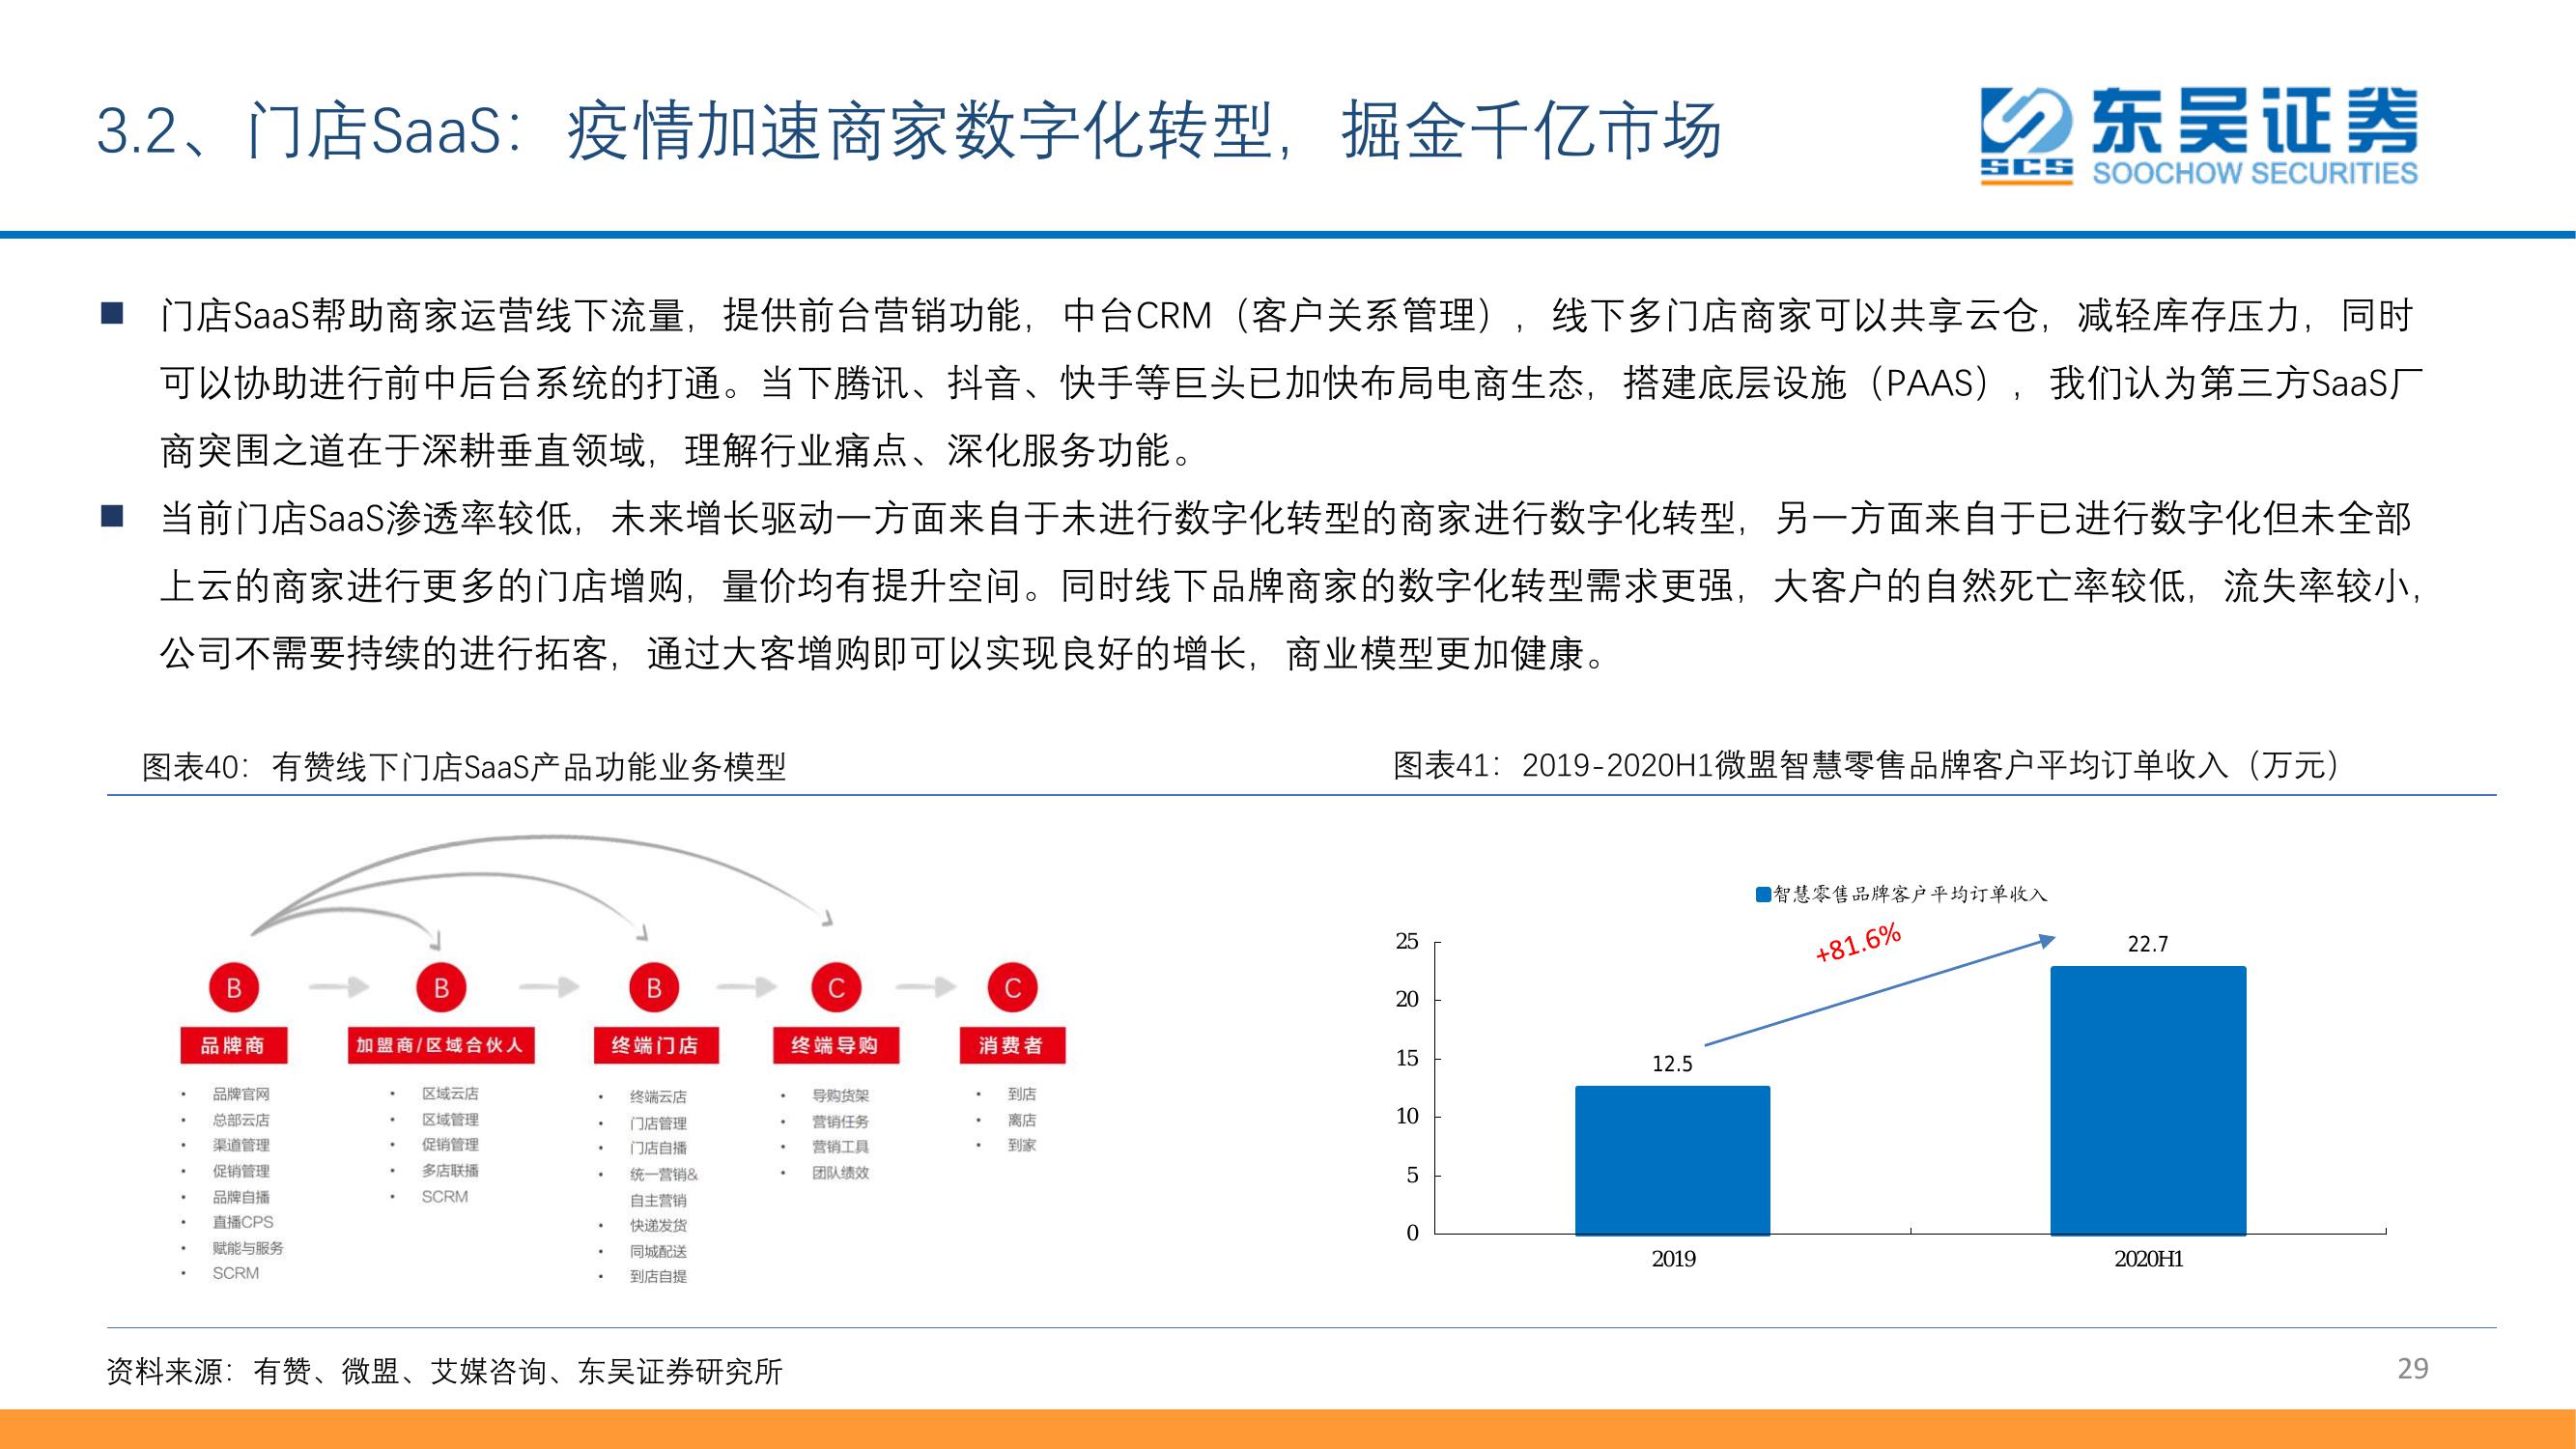 3.2、门店SaaS：疫情加速商家数字化转型，掘金千亿市场
SCS
东吴证券
SOOCHOW SECURITIES
门店SaaS帮助商家运营线下流量，提供前台营销功能，中台CRM（客户关系管理），线下多门店商家可以共享云仓，减轻库存压力，同时
可以协助进行前中后台系统的打通。当下腾讯、抖音、快手等巨头已加快布局电商生态，搭建底层设施（PAAS），我们认为第三方SaaS厂
商突围之道在于深耕垂直领域，理解行业痛点、深化服务功能。
当前门店SaaS渗透率较低，未来增长驱动一方面来自于未进行数字化转型的商家进行数字化转型，另一方面来自于已进行数字化但未全部
上云的商家进行更多的门店增购，量价均有提升空间。同时线下品牌商家的数字化转型需求更强，大客户的自然死亡率较低，流失率较小，
公司不需要持续的进行拓客，通过大客增购即可以实现良好的增长，商业模型更加健康。
图表40：有赞线下门店SaaS产品功能业务模型
B
B
B
C
C
品牌商
加盟商/区域合伙人
终端门店
终端导购
消费者
• 品牌官网
• 总部云店
• 渠道管理
• 促销管理
• 品牌自播
• 直播CPS
• 赋能与服务
• SCRM
• 区域云店
• 区域管理
• 促销管理
• 多店联播
• SCRM
• 终端云店
• 门店管理
• 门店自播
• 统一营销&
自主营销
• 快递发货
• 同城配送
• 到店自提
• 导购货架
• 营销任务
• 营销工具
• 团队绩效
• 到店
• 离店
• 到家
图表41：2019-2020H1微盟智慧零售品牌客户平均订单收入（万元）
智慧零售品牌客户平均订单收入
+81.6%
25
20
15
10
5
0
12.5
22.7
2019
2020H1
资料来源：有赞、微盟、艾媒咨询、东吴证券研究所
29